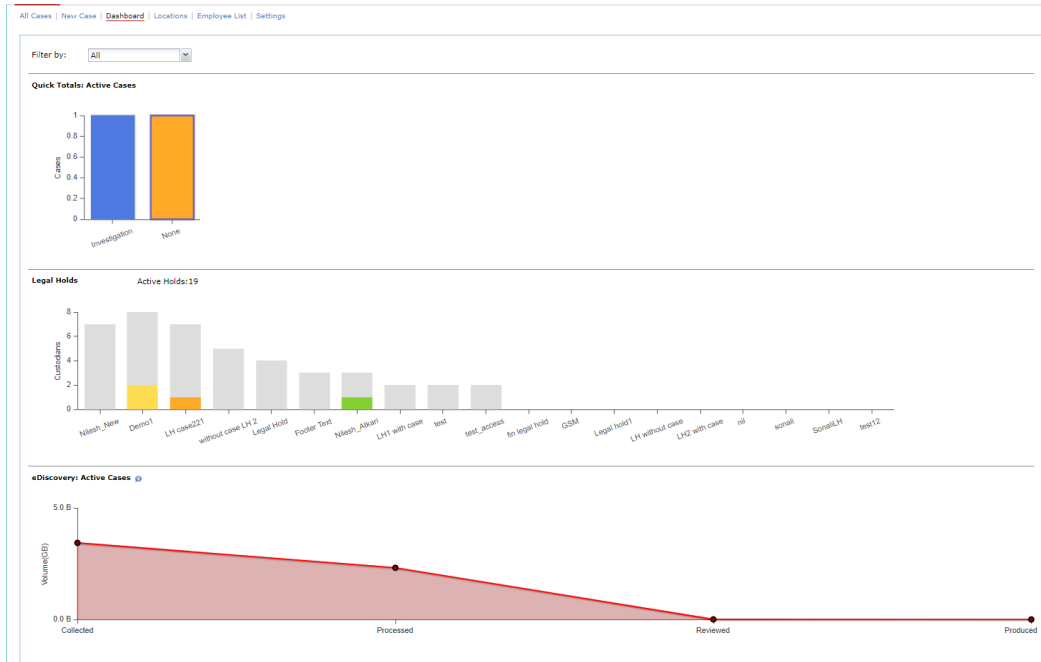 All Cases | New Case | Dashboard | Locations | Employee List | Settings
Filter by: All
Quick Totals: Active Cases
1
0.8
0.6
0.4
0.2
0
Cases
Investigation None
Legal Holds Active Holds:19
8
6
4
2
0
Custodians
Nilesh_New Demo1 LH case221 without case LH 2 Legal Hold Footer Text Nilesh_Atkari LH1 with case test test_access fin legal hold GSM Legal hold1 LH without case LH2 with case nil sonali SonaliLH test12
eDiscovery: Active Cases
5.0 B
Volume(GB)
0.0 B
Collected Processed Reviewed Produced